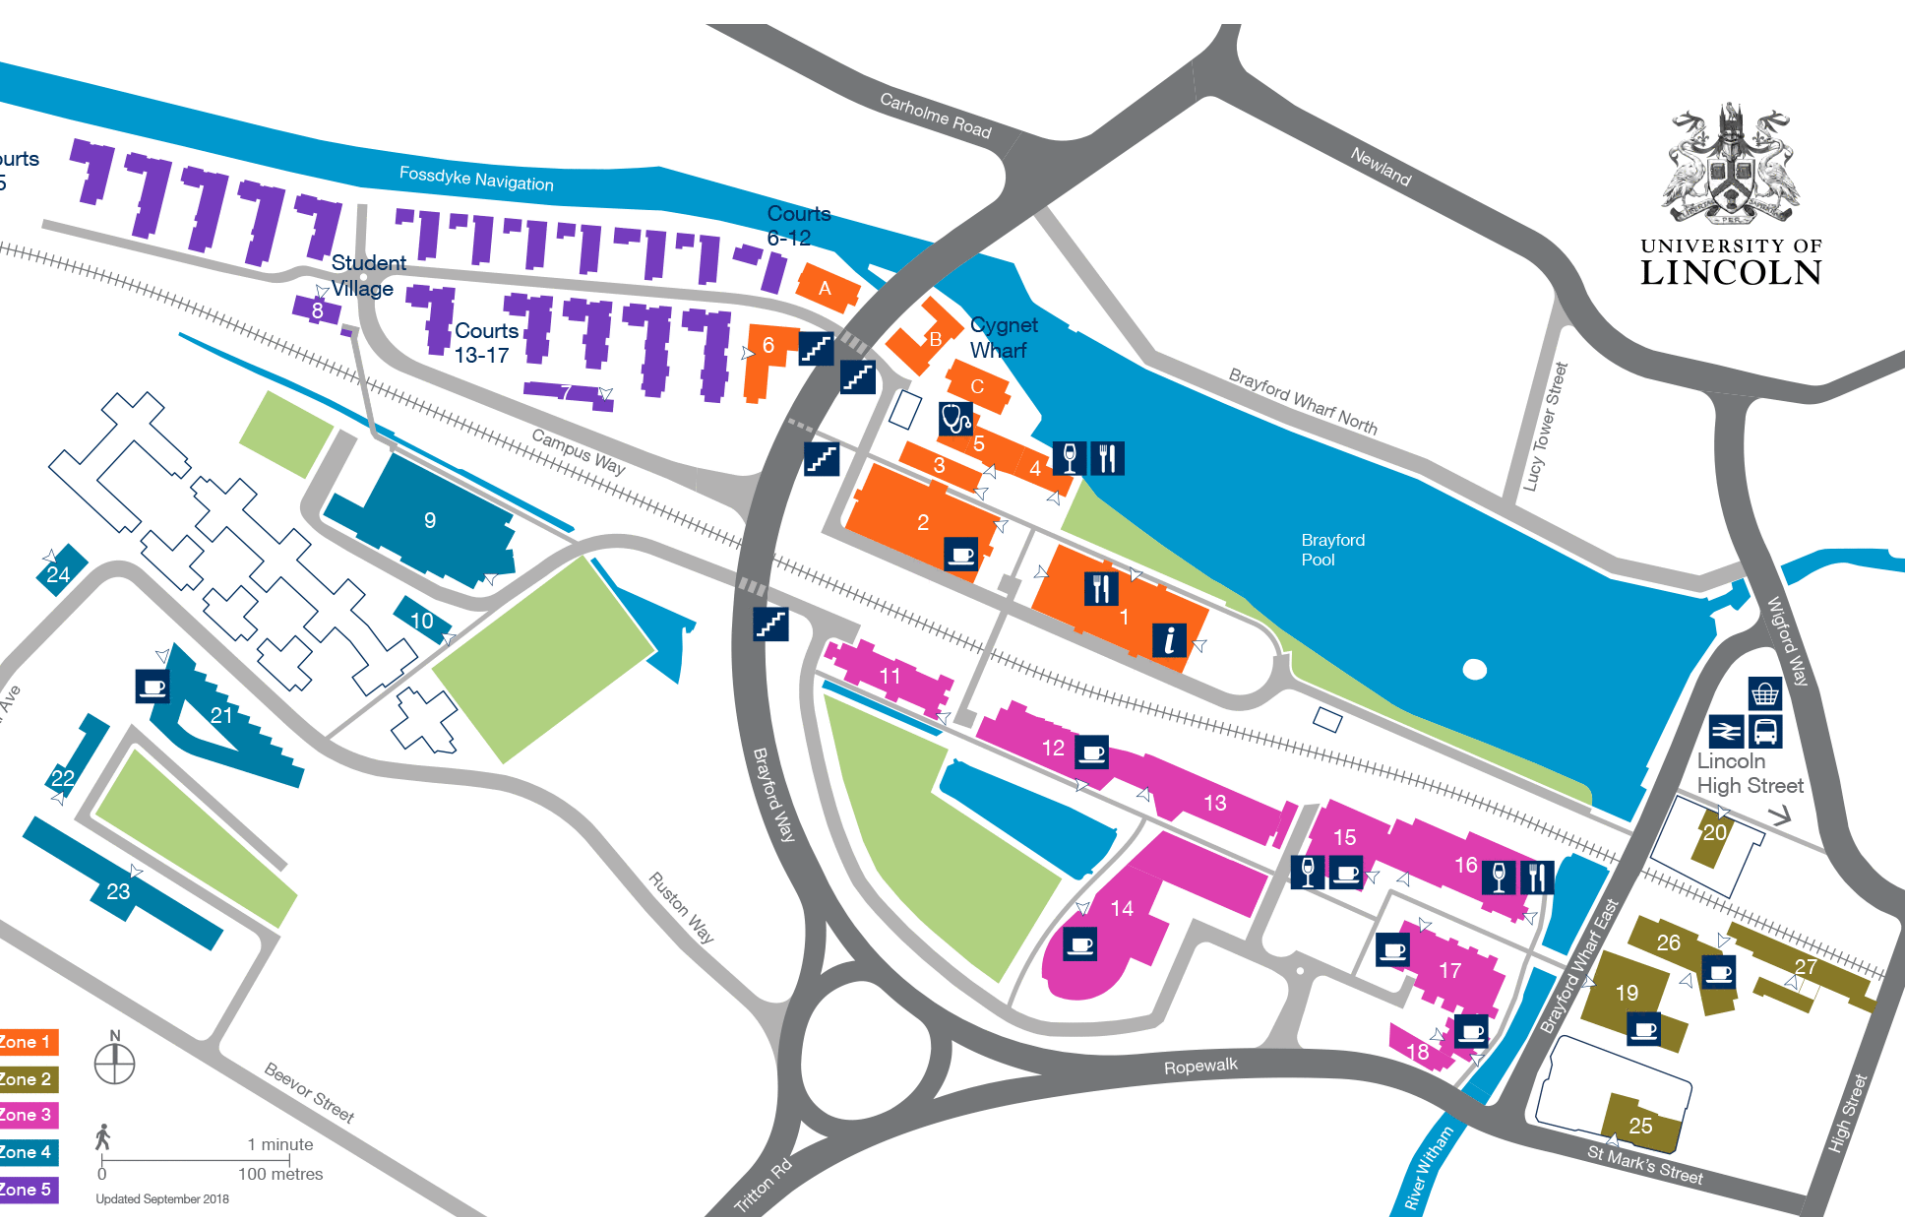 Carholme Road
Newland
UNIVERSITY OF
LINCOLN
PER
Fossdyke Navigation
Courts
6-12
Student
Village
Courts
13-17
Cygnet
Wharf
A
B
C
8
6
7
5
4
3
2
1
Campus Way
Brayford Wharf North
Lucy Tower Street
Brayford
Pool
Wigford Way
9
24
10
21
22
23
11
12
13
14
15
16
17
18
i
Lincoln
High Street
20
26
27
19
25
Brayford Way
Ruston Way
Brayford Wharf East
Ropewalk
High Street
St Mark's Street
River Witham
Tritton Rd
Beevor Street
Ave
Zone 1
Zone 2
Zone 3
Zone 4
Zone 5
N
1 minute
0
100 metres
Updated September 2018